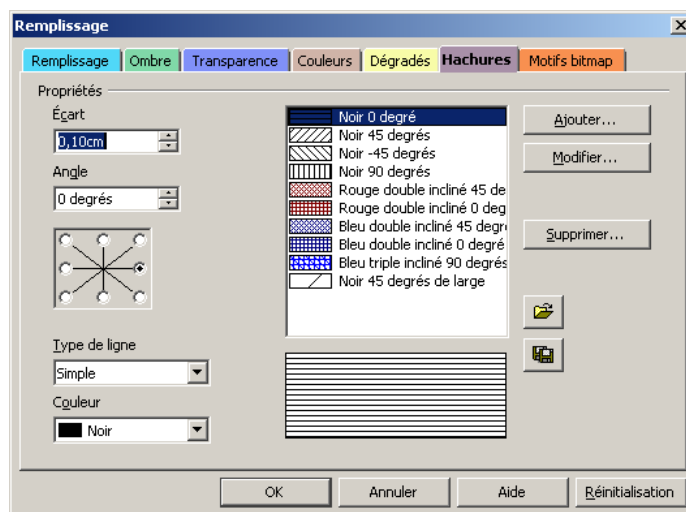 Remplissage
Remplissage Ombre Transparence Couleurs Dégradés Hachures Motifs bitmap
Propriétés
Écart
0,10cm
Angle
0 degrés
Type de ligne
Simple
Couleur
Noir
Noir 0 degré
Noir 45 degrés
Noir -45 degrés
Noir 90 degrés
Rouge double incliné 45 de
Rouge double incliné 0 deg
Bleu double incliné 45 degr
Bleu double incliné 0 degré
Bleu triple incliné 90 degrés
Noir 45 degrés de large
Ajouter...
Modifier...
Supprimer...
OK Annuler Aide Réinitialisation